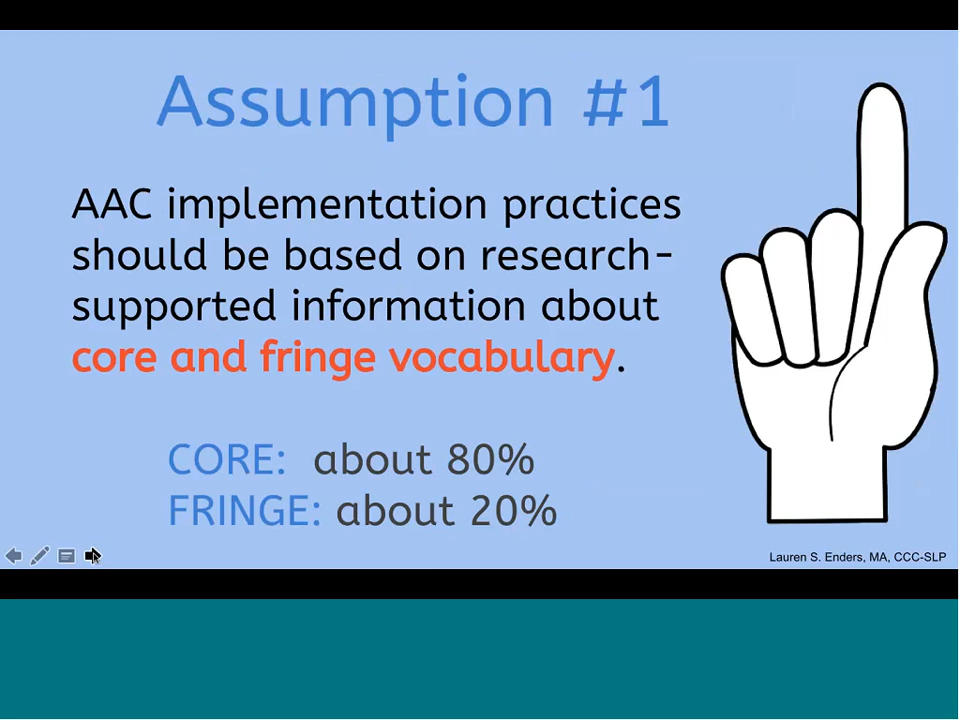 Assumption #1
AAC implementation practices
should be based on research-
supported information about
core and fringe vocabulary.
CORE: about 80%
FRINGE: about 20%
Lauren S. Enders, MA, CCC-SLP